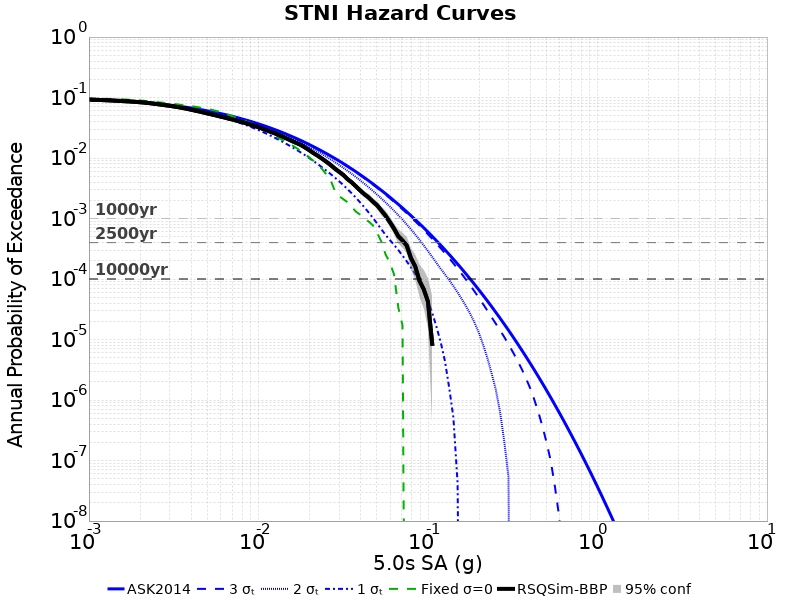 STNI Hazard Curves
Annual Probability of Exceedance
10^0
10^-1
10^-2
10^-3
10^-4
10^-5
10^-6
10^-7
10^-8
1000yr
2500yr
10000yr
10^-3 10^-2 10^-1 10^0 10^1
5.0s SA (g)
ASK2014 3 σₜ 2 σₜ 1 σₜ Fixed σ=0 RSQSim-BBP 95% conf